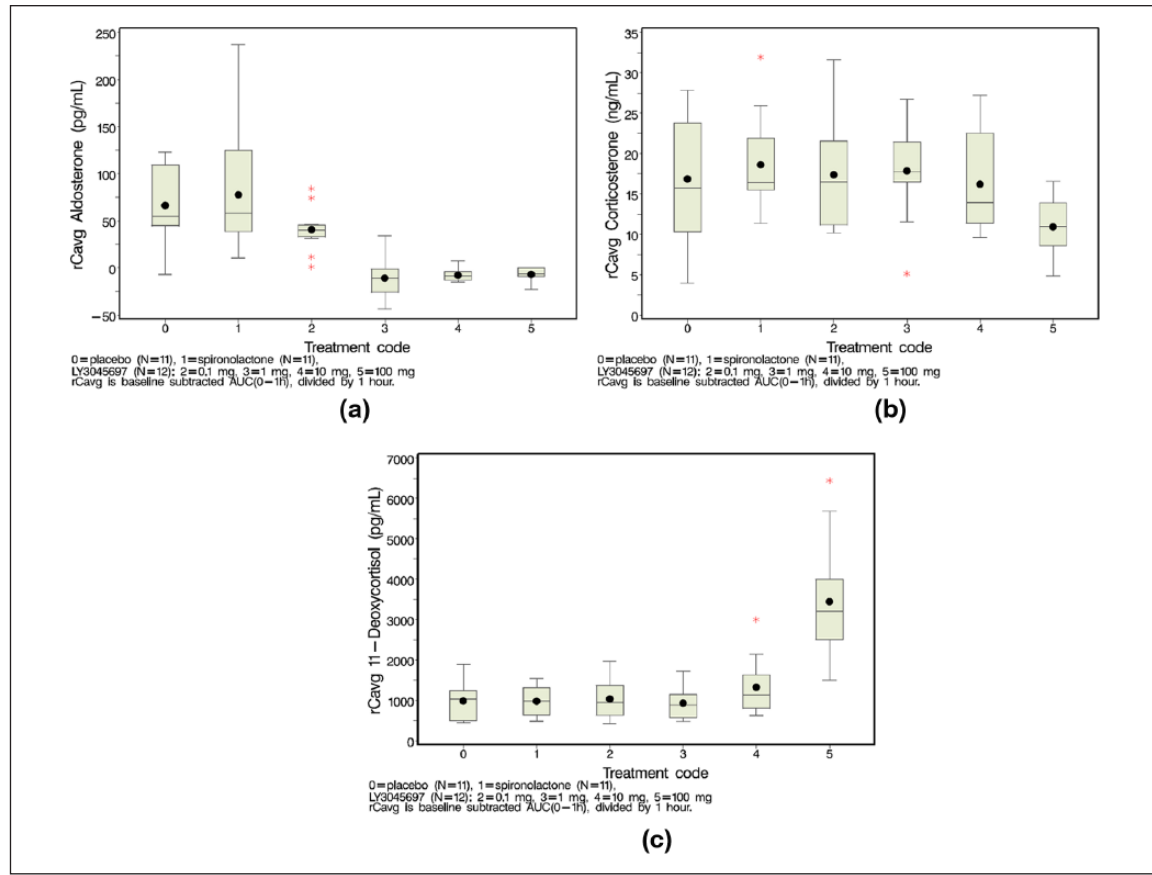 rCavg Aldosterone (pg/mL)
250
200
150
100
50
0
−50
0 1 2 3 4 5
Treatment code
0=placebo (N=11), 1=spironolactone (N=11),
LY3045697 (N=12): 2=0.1 mg, 3=1 mg, 4=10 mg, 5=100 mg
rCavg is baseline subtracted AUC(0−1h), divided by 1 hour.
(a)
rCavg Corticosterone (ng/mL)
35
30
25
20
15
10
5
0
0 1 2 3 4 5
Treatment code
0=placebo (N=11), 1=spironolactone (N=11),
LY3045697 (N=12): 2=0.1 mg, 3=1 mg, 4=10 mg, 5=100 mg
rCavg is baseline subtracted AUC(0−1h), divided by 1 hour.
(b)
rCavg 11−Deoxycortisol (pg/mL)
7000
6000
5000
4000
3000
2000
1000
0
0 1 2 3 4 5
Treatment code
0=placebo (N=11), 1=spironolactone (N=11),
LY3045697 (N=12): 2=0.1 mg, 3=1 mg, 4=10 mg, 5=100 mg
rCavg is baseline subtracted AUC(0−1h), divided by 1 hour.
(c)